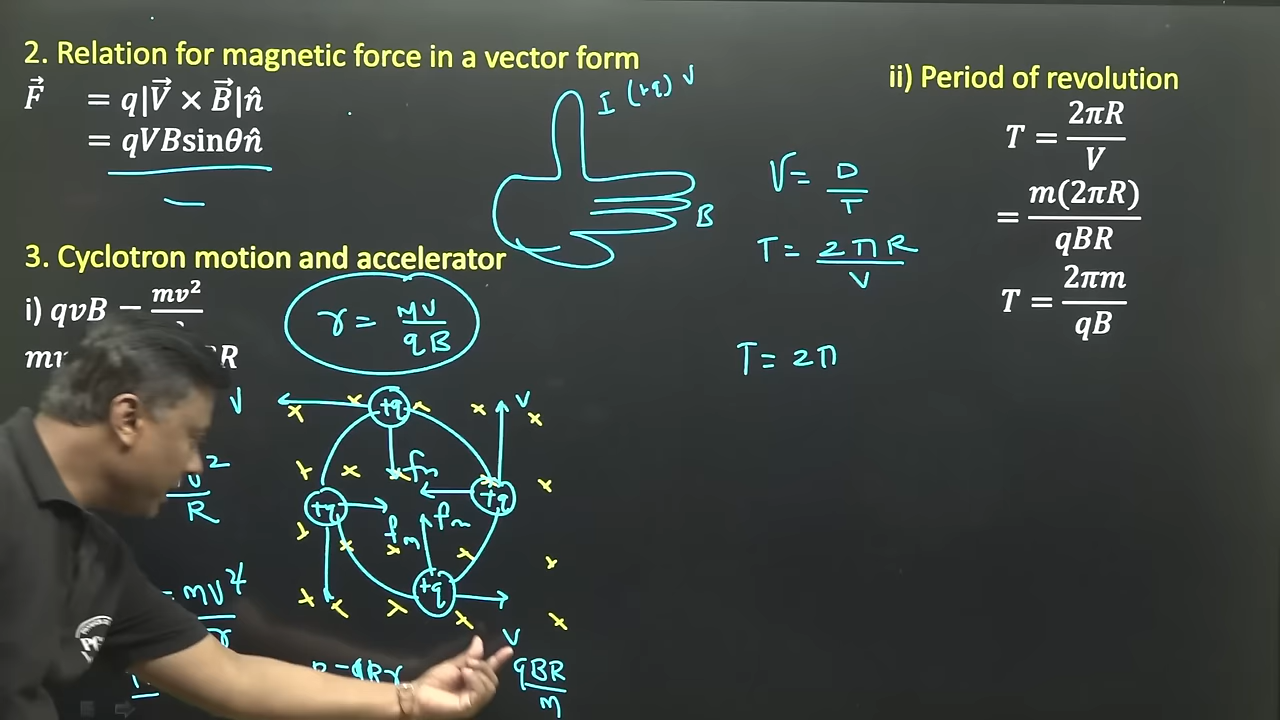 2. Relation for magnetic force in a vector form
F⃗ = q|V⃗ × B⃗|n̂
= qVBsinθn̂
I (+q) V
B
3. Cyclotron motion and accelerator
i) qvB − mv²
R
r = MV/qB
V
+q
V
fm
+q
+q
fm
fm
+q
V
R
= MV²/r
qBR/M
V = D/T
T = 2πR/V
T = 2π
ii) Period of revolution
T = 2πR/V
= m(2πR)/qBR
T = 2πm/qB